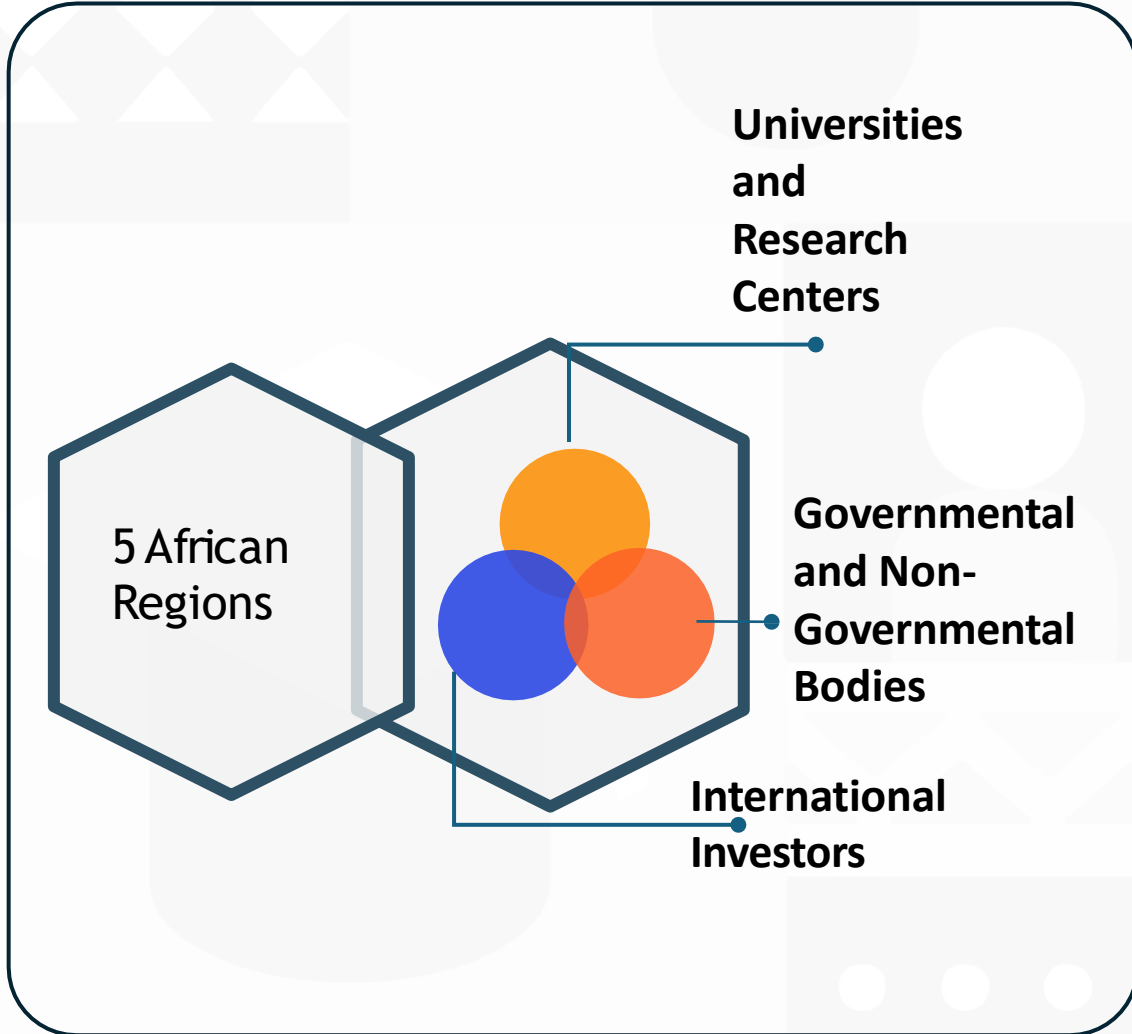 Universities
and
Research
Centers
5 African
Regions
Governmental
and Non-
Governmental
Bodies
International
Investors